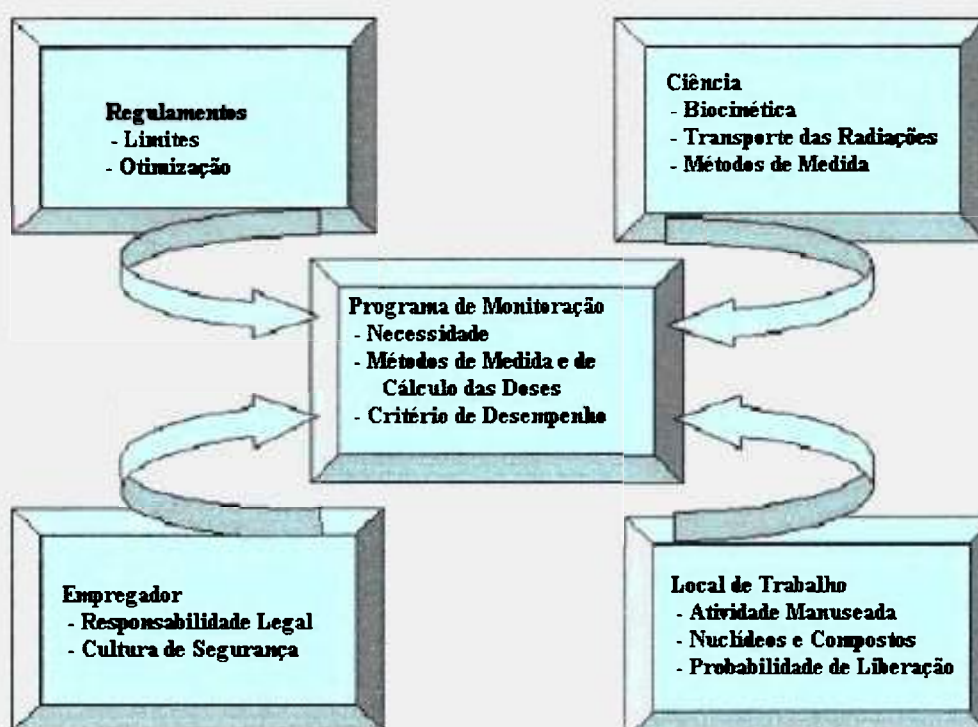 Regulamentos
- Limites
- Otimização
Ciência
- Biocinética
- Transporte das Radiações
- Métodos de Medida
Programa de Monitoração
- Necessidade
- Métodos de Medida e de
Cálculo das Doses
- Critério de Desempenho
Empregador
- Responsabilidade Legal
- Cultura de Segurança
Local de Trabalho
- Atividade Manuseada
- Nuclídeos e Compostos
- Probabilidade de Liberação